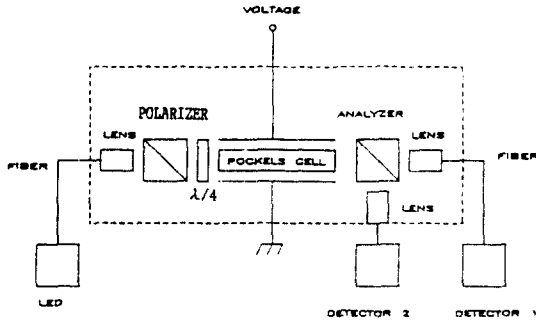 VOLTAGE
POLARIZER
ANALYZER
LENS
LENS
FIBER
POCKELS CELL
FIBER
λ/4
LENS
LED
DETECTOR 2
DETECTOR 1